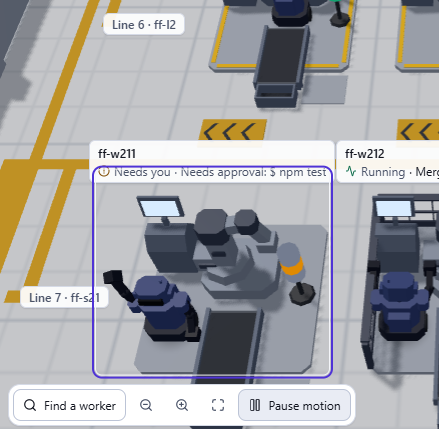 Line 6 · ff-l2
ff-w211
Needs you · Needs approval: $ npm test
ff-w212
Running · Merg
Line 7 · ff-s21
Find a worker
Pause motion